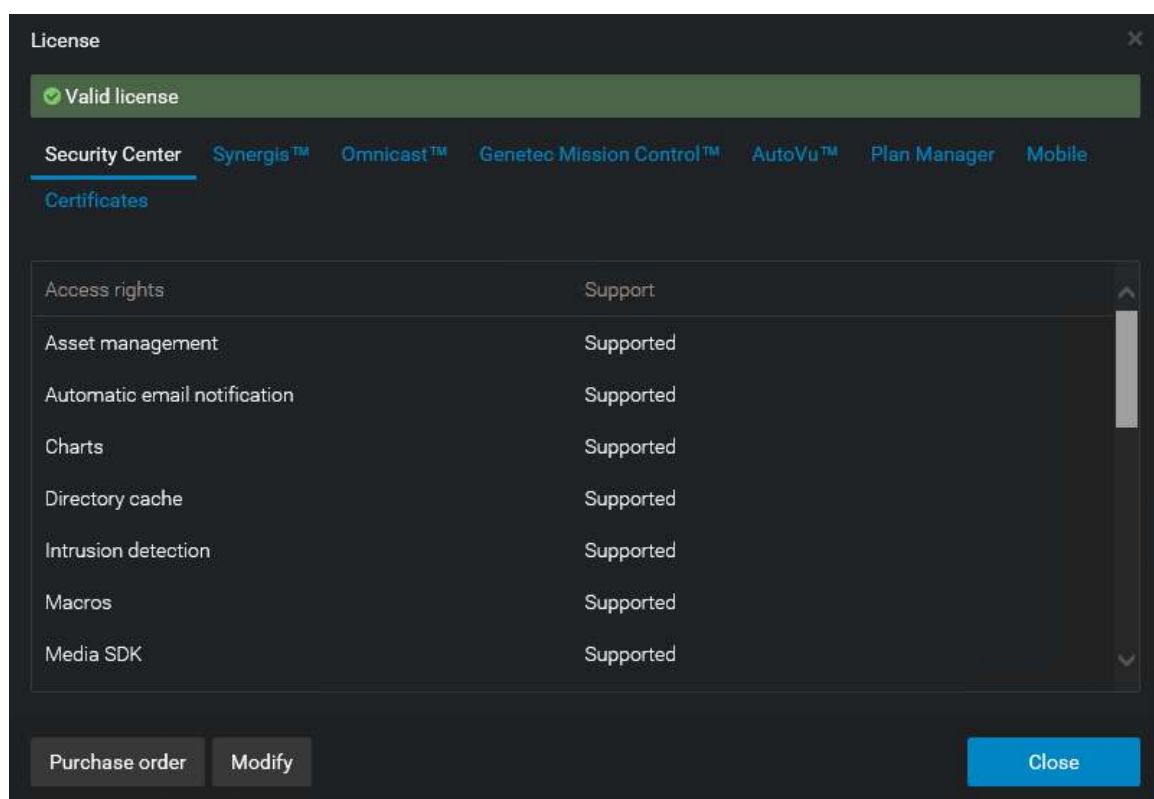 License
Valid license
Security Center Synergis™ Omnicast™ Genetec Mission Control™ AutoVu™ Plan Manager Mobile
Certificates
Access rights Support
Asset management Supported
Automatic email notification Supported
Charts Supported
Directory cache Supported
Intrusion detection Supported
Macros Supported
Media SDK Supported
Purchase order Modify Close